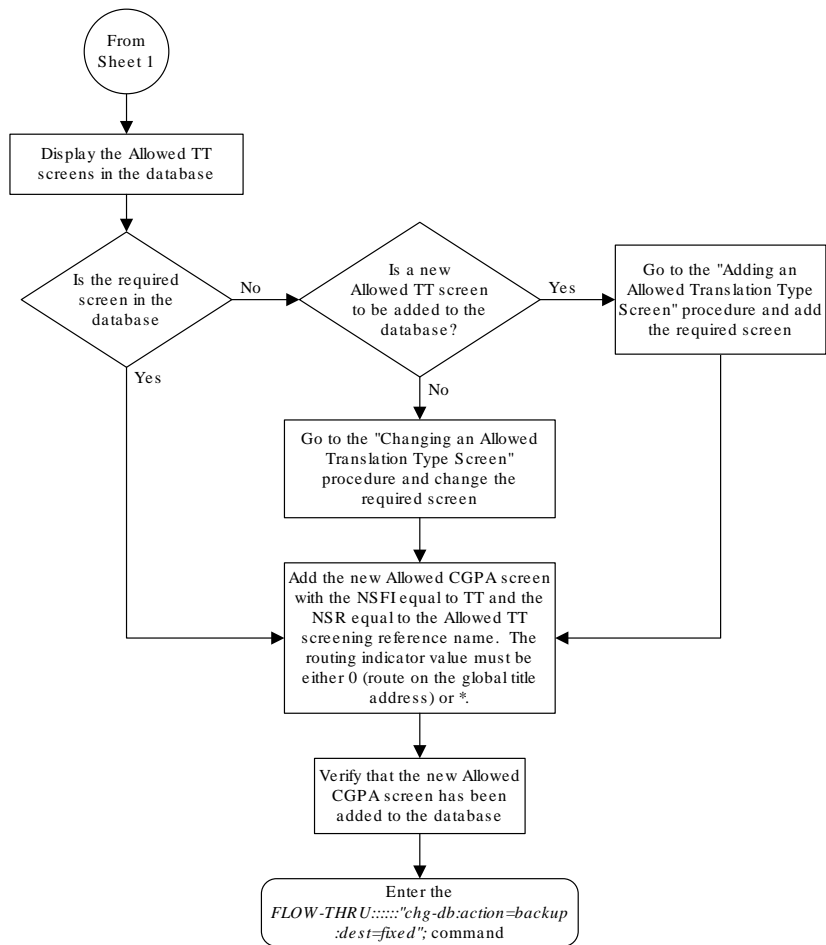 From
Sheet 1
Display the Allowed TT
screens in the database
Is the required
screen in the
database
No
Is a new
Allowed TT screen
to be added to the
database?
Yes
Go to the "Adding an
Allowed Translation Type
Screen" procedure and add
the required screen
Yes
No
Go to the "Changing an Allowed
Translation Type Screen"
procedure and change the
required screen
Add the new Allowed CGPA screen
with the NSFI equal to TT and the
NSR equal to the Allowed TT
screening reference name. The
routing indicator value must be
either 0 (route on the global title
address) or *.
Verify that the new Allowed
CGPA screen has been
added to the database
Enter the
FLOW-THRU::::::"chg-db:action=backup
:dest=fixed"; command